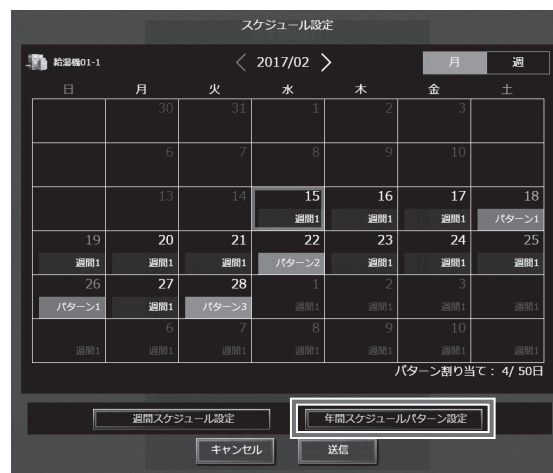 スケジュール設定
給湯機01-1
< 2017/02 >
月 週
日 月 火 水 木 金 土
30 31 1 2 3
6 7 8 9 10
13 14 15 16 17 18
週間1 週間1 週間1 パターン1
19 20 21 22 23 24 25
週間1 週間1 週間1 パターン2 週間1 週間1 週間1
26 27 28 1 2 3
パターン1 週間1 パターン3 週間1 週間1 週間1 週間1
6 7 8 9 10
週間1 週間1 週間1 週間1 週間1 週間1 週間1
パターン割り当て : 4/ 50日
週間スケジュール設定 年間スケジュールパターン設定
キャンセル 送信